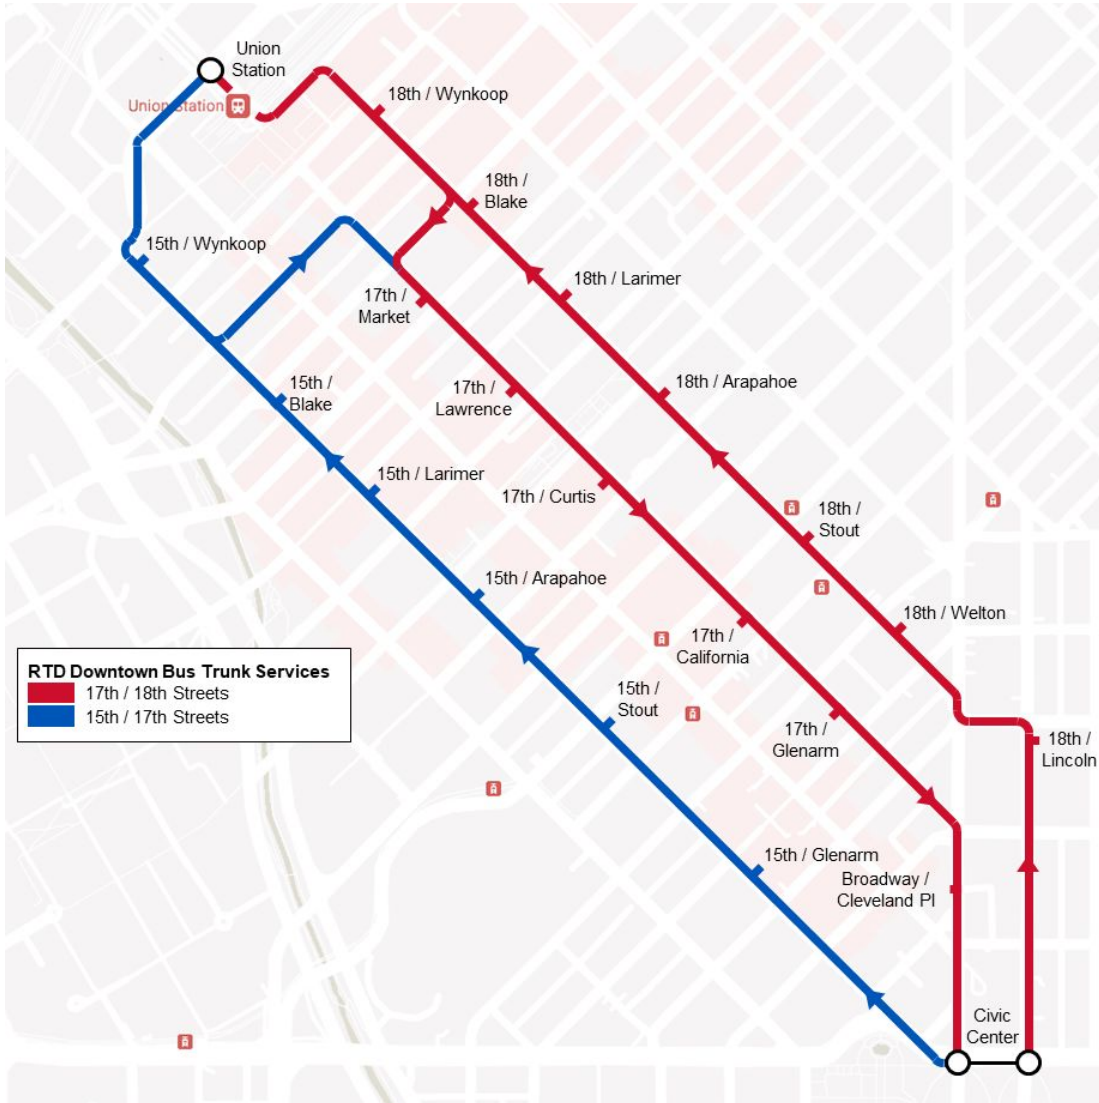 Union
Station
Union Station
18th / Wynkoop
18th /
Blake
15th / Wynkoop
18th / Larimer
17th /
Market
15th /
Blake
17th /
Lawrence
18th / Arapahoe
15th / Larimer
17th / Curtis
18th /
Stout
15th / Arapahoe
18th / Welton
17th /
California
RTD Downtown Bus Trunk Services
17th / 18th Streets
15th / 17th Streets
15th /
Stout
17th /
Glenarm
18th /
Lincoln
15th / Glenarm
Broadway /
Cleveland Pl
Civic
Center